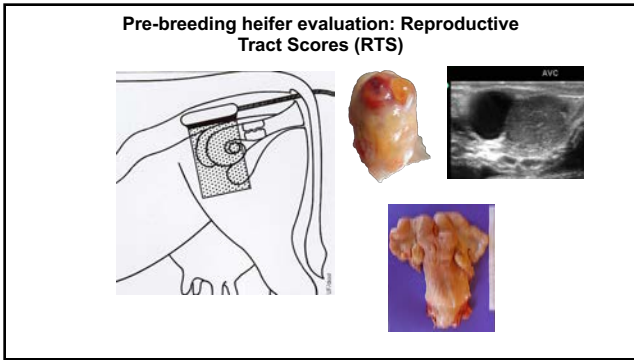 Pre-breeding heifer evaluation: Reproductive
Tract Scores (RTS)
AVC